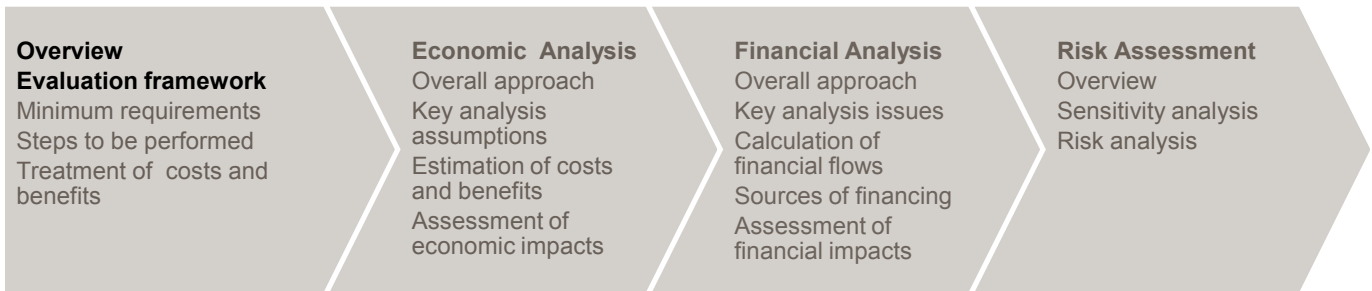 Overview
Evaluation framework
Minimum requirements
Steps to be performed
Treatment of costs and
benefits
Economic Analysis
Overall approach
Key analysis
assumptions
Estimation of costs
and benefits
Assessment of
economic impacts
Financial Analysis
Overall approach
Key analysis issues
Calculation of
financial flows
Sources of financing
Assessment of
financial impacts
Risk Assessment
Overview
Sensitivity analysis
Risk analysis